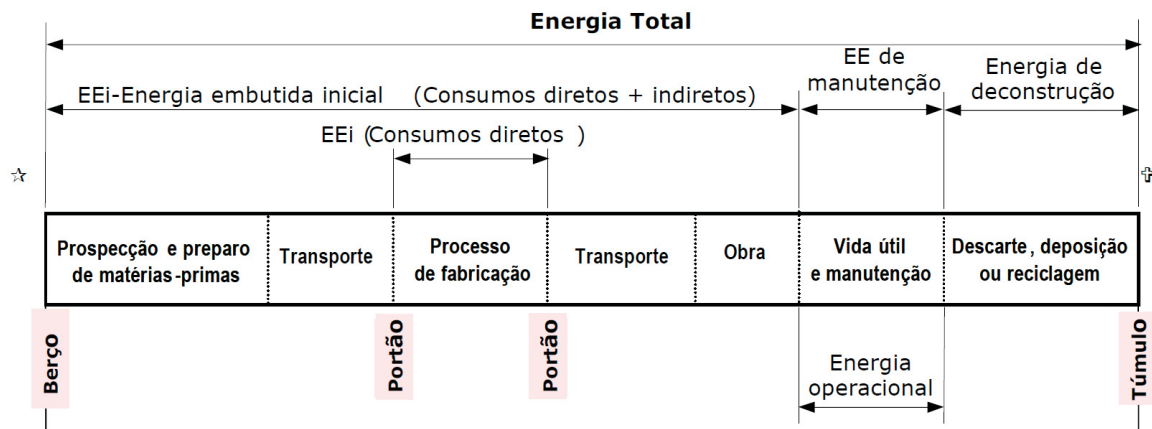 Energia Total
EE de
manutenção
Energia de
deconstrução
EEi-Energia embutida inicial (Consumos diretos + indiretos)
EEi (Consumos diretos )
Prospecção e preparo
de matérias-primas
Transporte
Processo
de fabricação
Transporte
Obra
Vida útil
e manutenção
Descarte, deposição
ou reciclagem
Berço
Portão
Portão
Energia
operacional
Túmulo